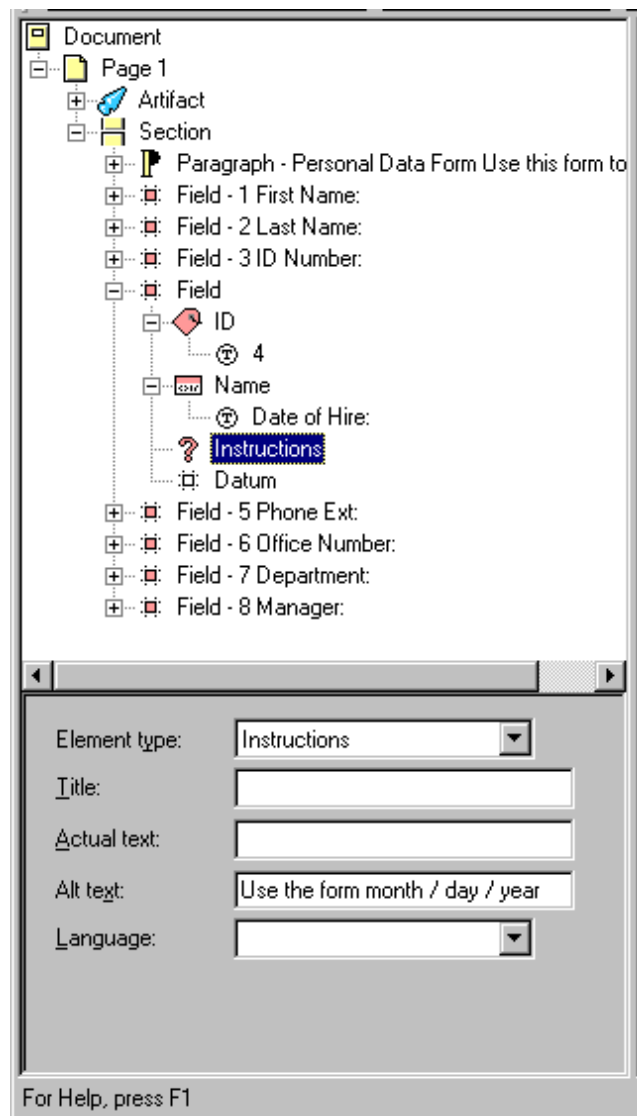 Document
Page 1
Artifact
Section
Paragraph - Personal Data Form Use this form to
Field - 1 First Name:
Field - 2 Last Name:
Field - 3 ID Number:
Field
ID
4
Name
Date of Hire:
Instructions
Datum
Field - 5 Phone Ext:
Field - 6 Office Number:
Field - 7 Department:
Field - 8 Manager:
Element type: Instructions
Title:
Actual text:
Alt text: Use the form month / day / year
Language:
For Help, press F1